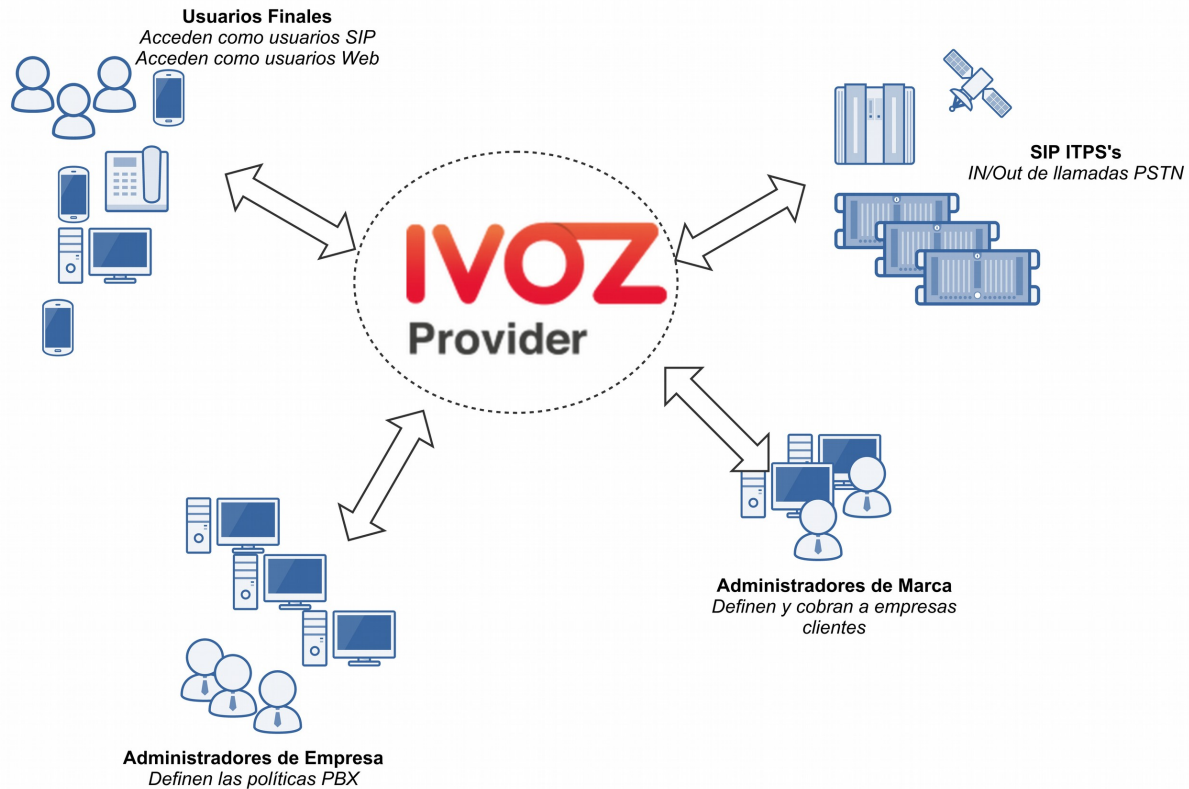 Usuarios Finales
Acceden como usuarios SIP
Acceden como usuarios Web
SIP ITPS's
IN/Out de llamadas PSTN
IVOZ
Provider
Administradores de Marca
Definen y cobran a empresas
clientes
Administradores de Empresa
Definen las políticas PBX